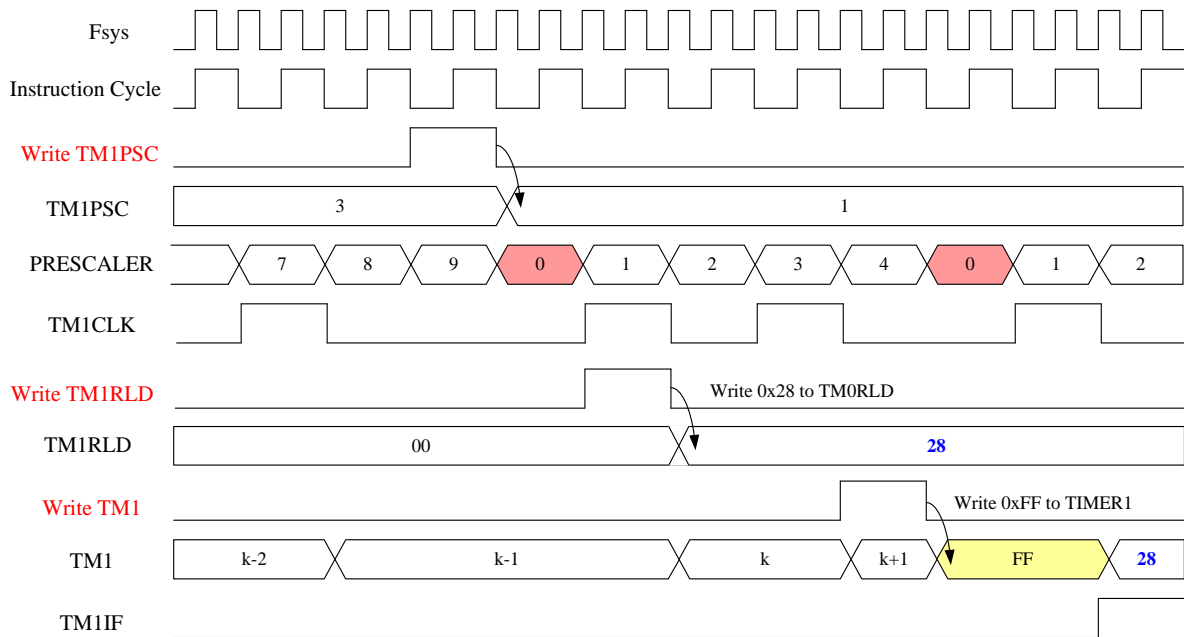 Fsys
Instruction Cycle
Write TM1PSC
TM1PSC 3 1
PRESCALER 7 8 9 0 1 2 3 4 0 1 2
TM1CLK
Write TM1RLD Write 0x28 to TM0RLD
TM1RLD 00 28
Write TM1 Write 0xFF to TIMER1
TM1 k-2 k-1 k k+1 FF 28
TM1IF